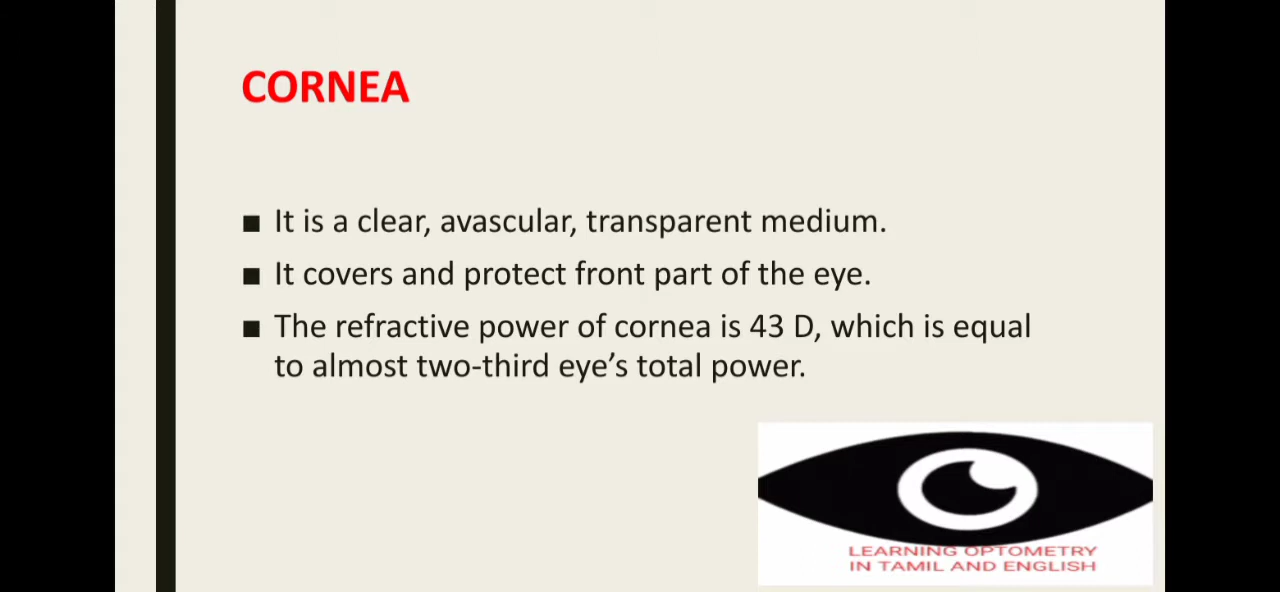 CORNEA
■ It is a clear, avascular, transparent medium.
■ It covers and protect front part of the eye.
■ The refractive power of cornea is 43 D, which is equal
to almost two-third eye’s total power.
LEARNING OPTOMETRY
IN TAMIL AND ENGLISH